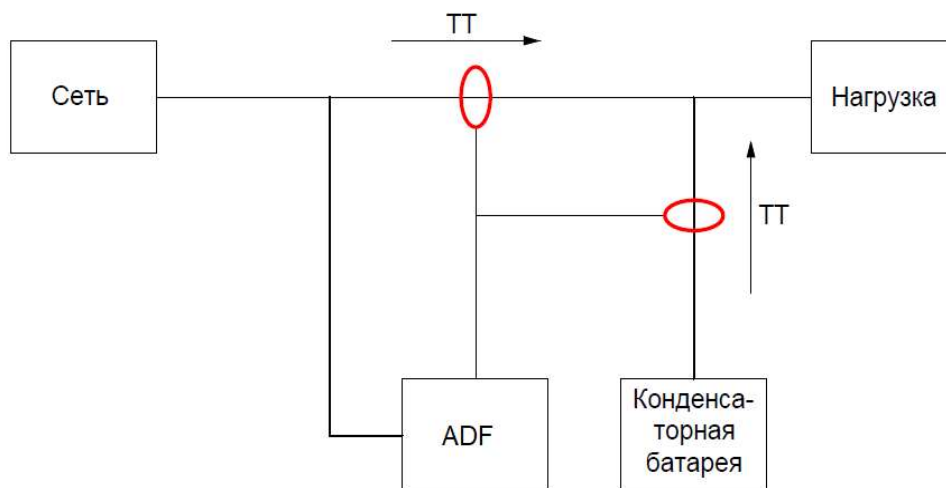 ТТ
Сеть
Нагрузка
ТТ
ADF
Конденса-
торная
батарея